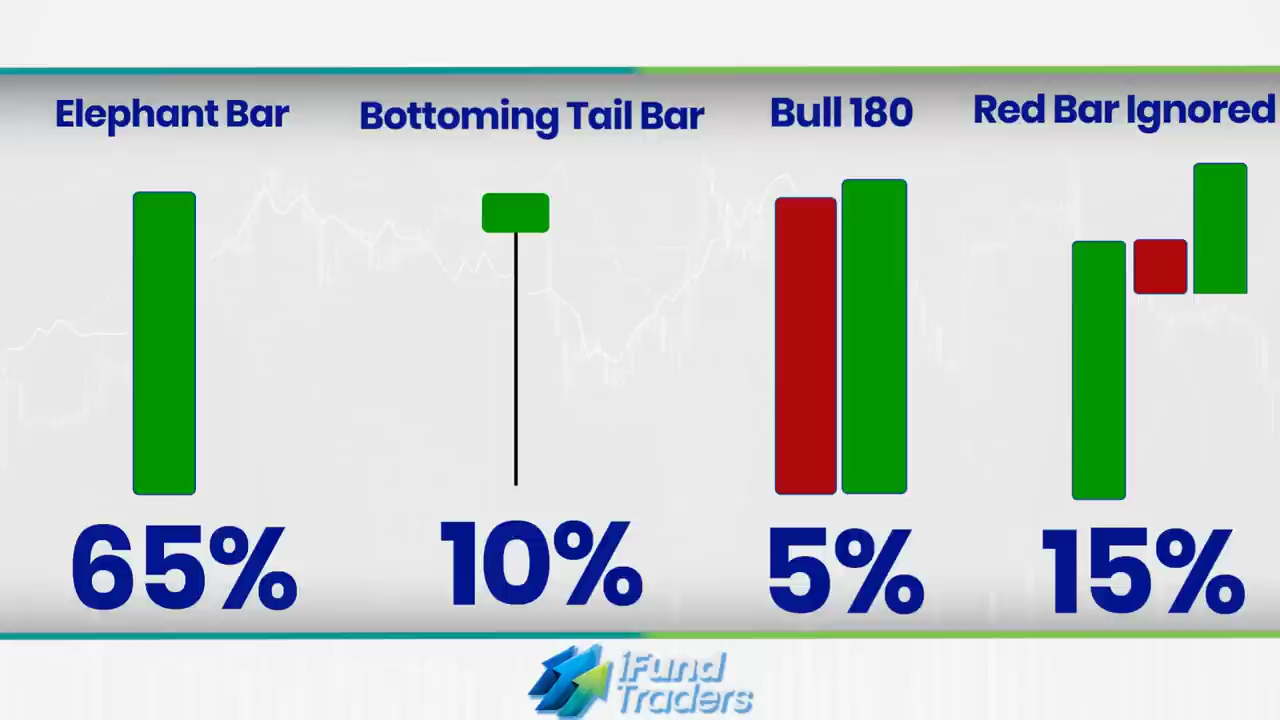 Elephant Bar
Bottoming Tail Bar
Bull 180
Red Bar Ignored
65%
10%
5%
15%
iFund
Traders